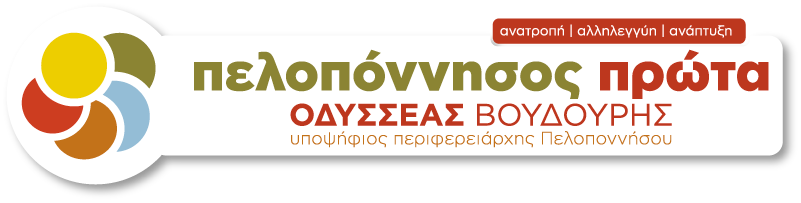 ανατροπή | αλληλεγγύη | ανάπτυξη
πελοπόννησος πρώτα
ΟΔΥΣΣΕΑΣ ΒΟΥΔΟΥΡΗΣ
υποψήφιος περιφερειάρχης Πελοποννήσου